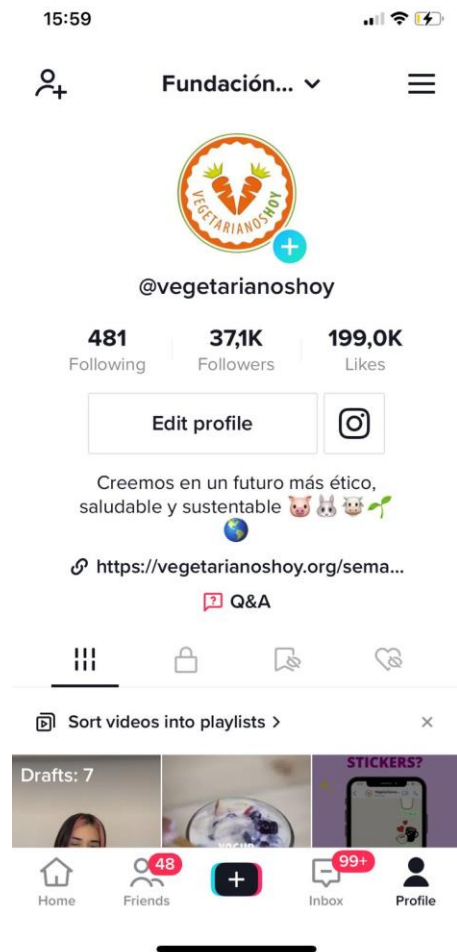 15:59
Fundación...
VEGETARIANOSHOY
@vegetarianoshoy
481 37,1K 199,0K
Following Followers Likes
Edit profile
Creemos en un futuro más ético,
saludable y sustentable 🐷🐰🐮🌱
🌎
https://vegetarianoshoy.org/sema...
Q&A
Sort videos into playlists >
Drafts: 7
STICKERS?
48 99+
Home Friends Inbox Profile